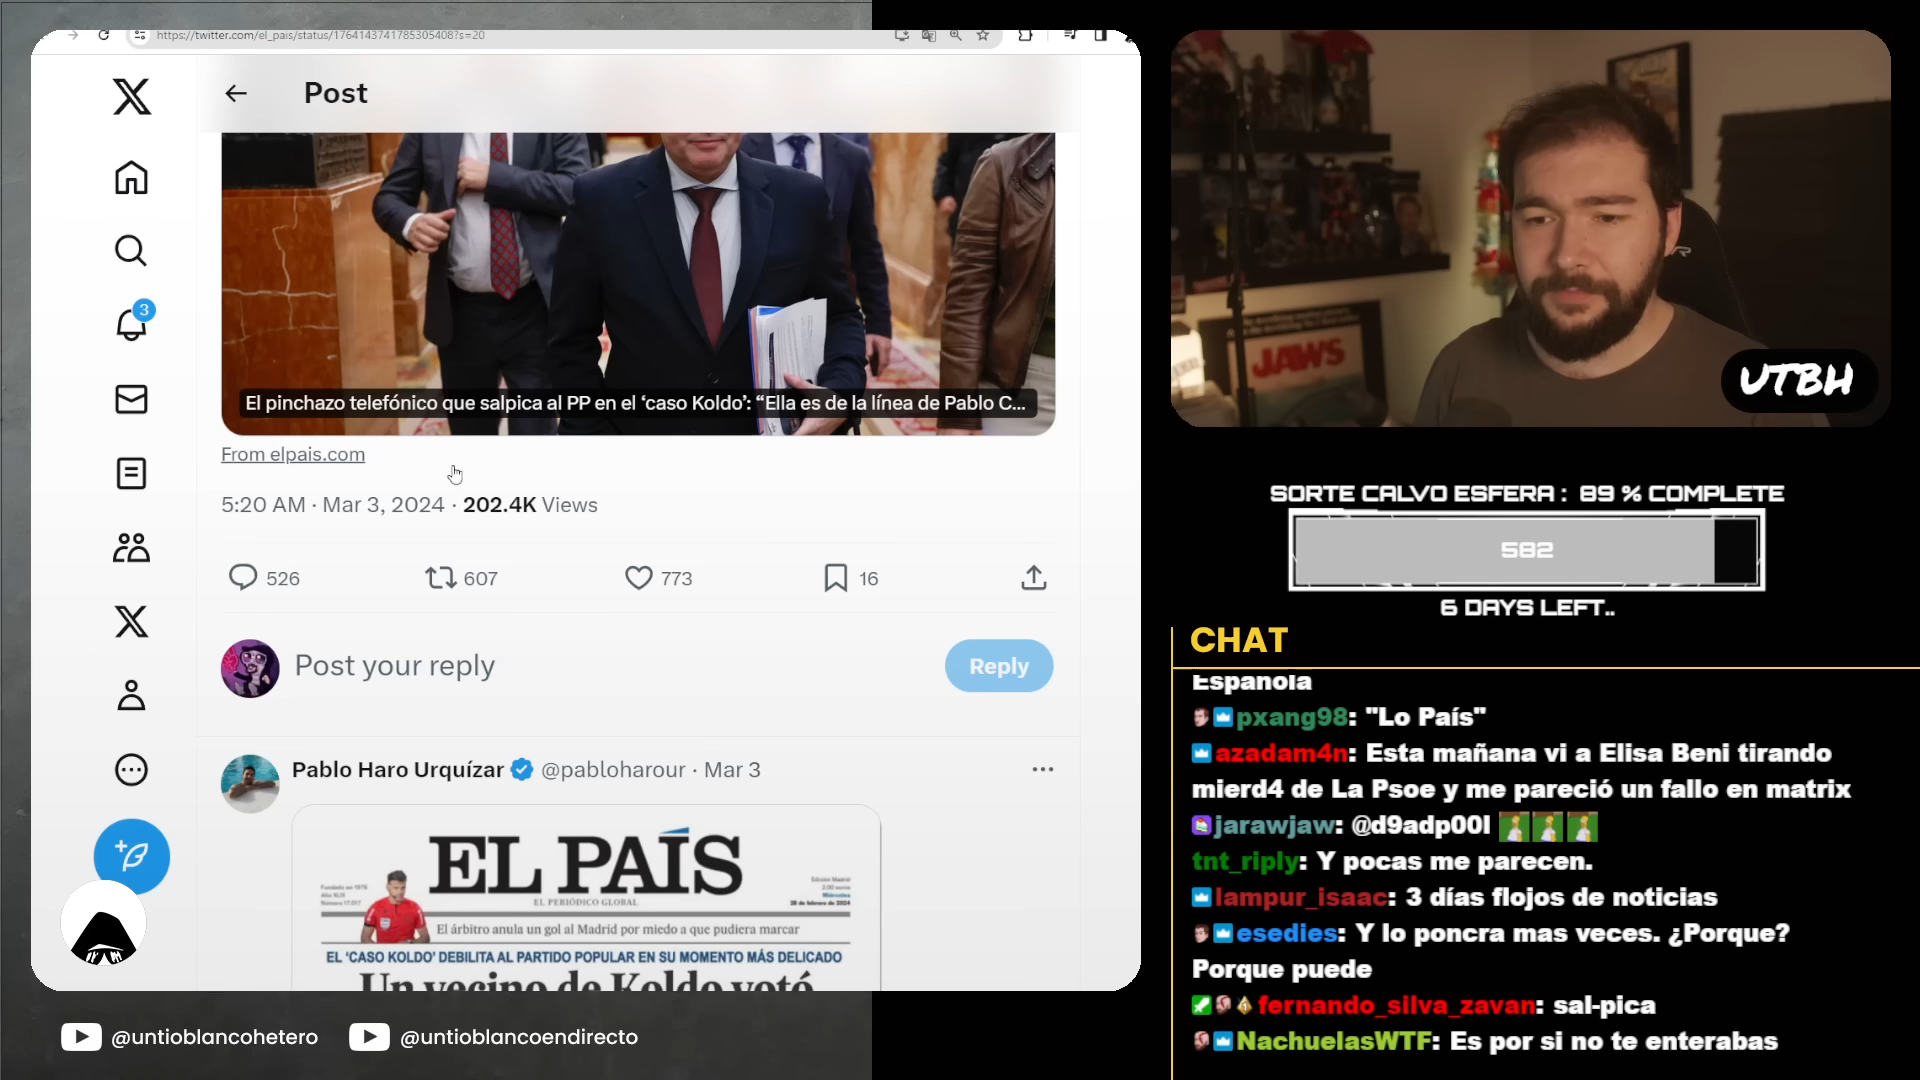 https://twitter.com/el_pais/status/1764143741785305408?s=20
Post
3
El pinchazo telefónico que salpica al PP en el ‘caso Koldo’: “Ella es de la línea de Pablo C...
From elpais.com
5:20 AM · Mar 3, 2024 · 202.4K Views
526 607 773 16
Post your reply
Reply
Pablo Haro Urquízar @pabloharour · Mar 3
EL PAÍS
EL PERIÓDICO GLOBAL
El árbitro anula un gol al Madrid por miedo a que pudiera marcar
EL ‘CASO KOLDO’ DEBILITA AL PARTIDO POPULAR EN SU MOMENTO MÁS DELICADO
Un vecino de Koldo votó
@untioblancohetero
@untioblancoendirecto
JAWS
UTBH
SORTE CALVO ESFERA : 89 % COMPLETE
582
6 DAYS LEFT..
CHAT
Espanola
pxang98: "Lo País"
azadam4n: Esta mañana vi a Elisa Beni tirando
mierd4 de La Psoe y me pareció un fallo en matrix
jarawjaw: @d9adp00l
tnt_riply: Y pocas me parecen.
lampur_isaac: 3 días flojos de noticias
esedies: Y lo poncra mas veces. ¿Porque?
Porque puede
fernando_silva_zavan: sal-pica
NachuelasWTF: Es por si no te enterabas